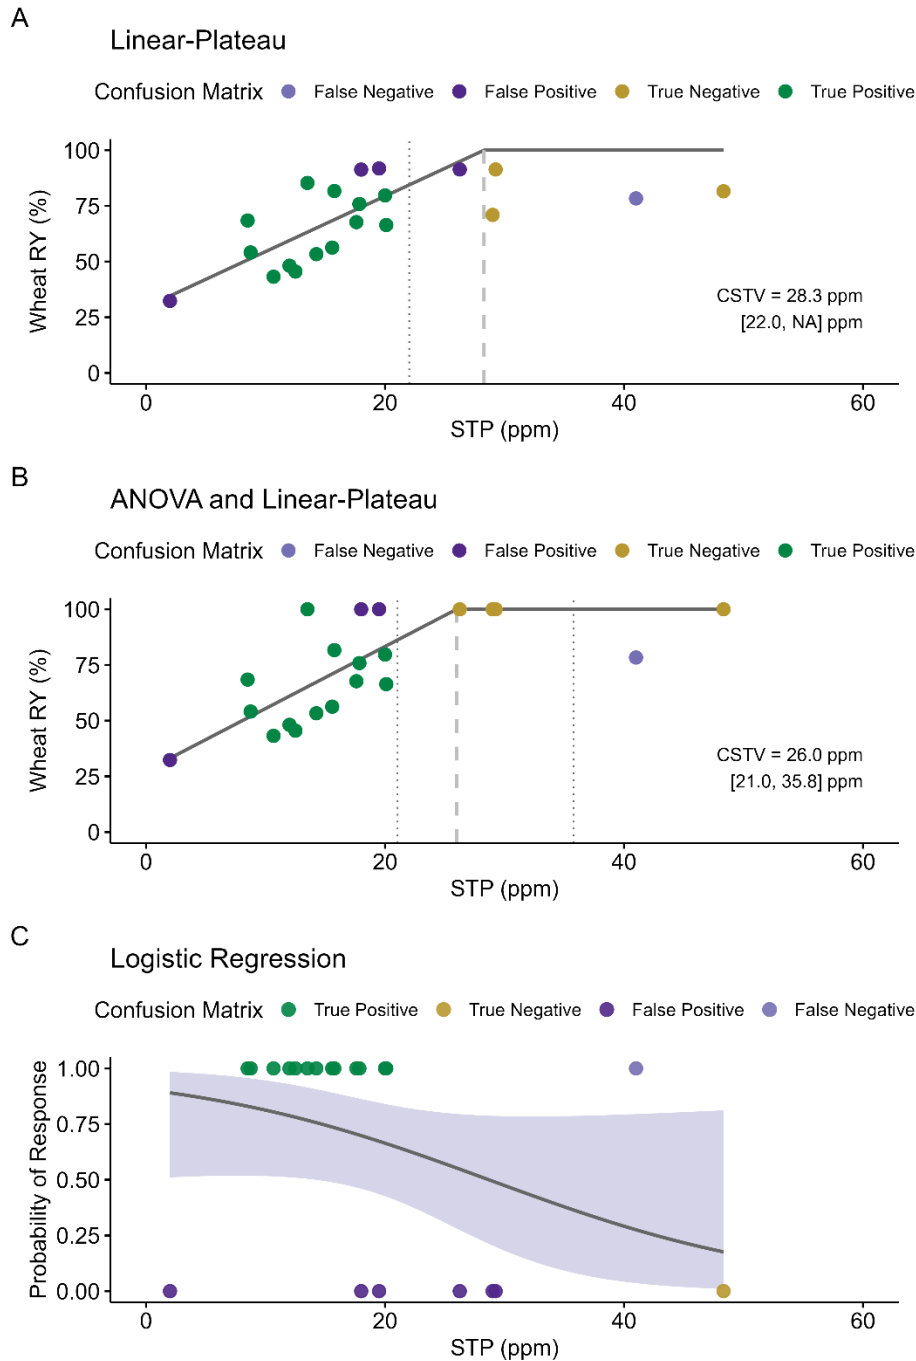 A
Linear-Plateau
Confusion Matrix False Negative False Positive True Negative True Positive
100
75
50
25
0
Wheat RY (%)
CSTV = 28.3 ppm
[22.0, NA] ppm
0 20 40 60
STP (ppm)
B
ANOVA and Linear-Plateau
Confusion Matrix False Negative False Positive True Negative True Positive
100
75
50
25
0
Wheat RY (%)
CSTV = 26.0 ppm
[21.0, 35.8] ppm
0 20 40 60
STP (ppm)
C
Logistic Regression
Confusion Matrix True Positive True Negative False Positive False Negative
1.00
0.75
0.50
0.25
0.00
Probability of Response
0 20 40 60
STP (ppm)